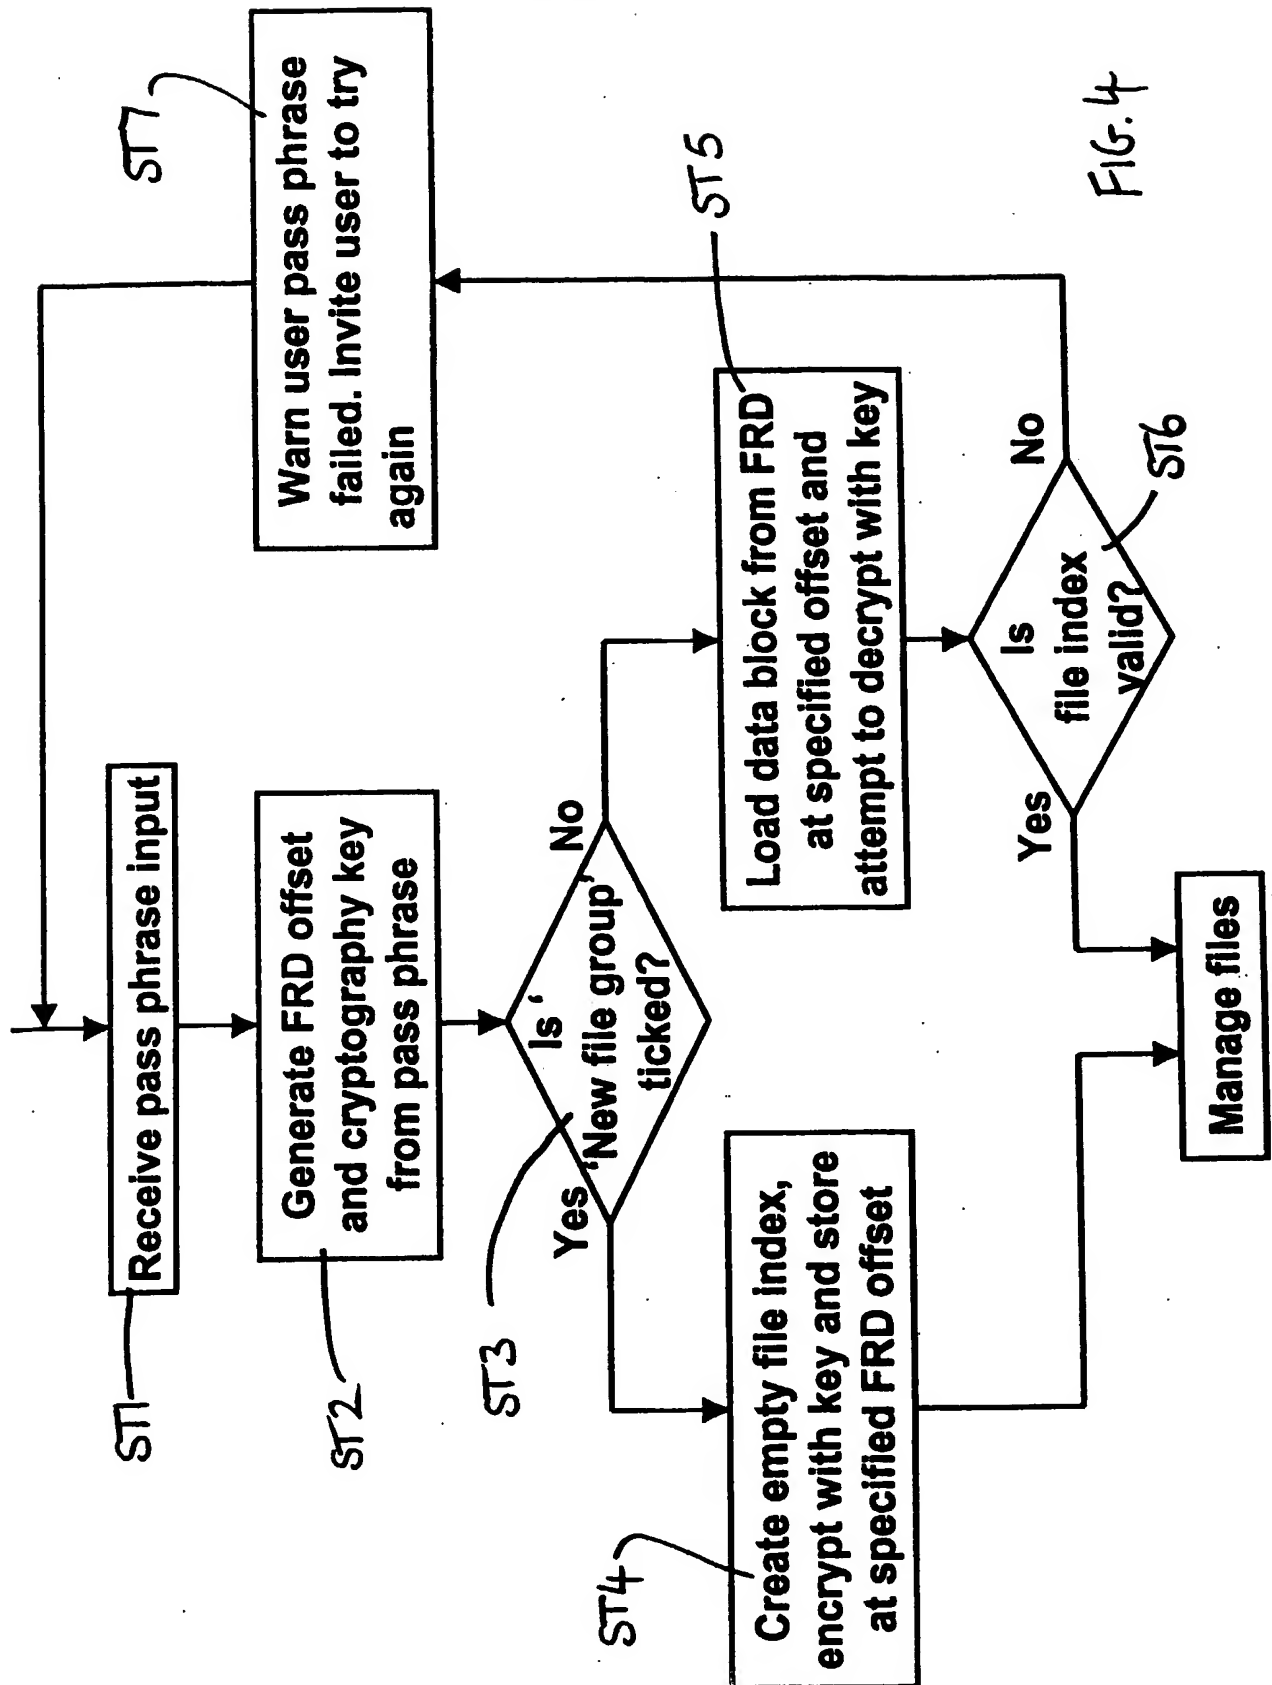 ST1
Receive pass phrase input
ST2
Generate FRD offset
and cryptography key
from pass phrase
ST3
Is '
'New file group'
ticked?
Yes
No
ST4
Create empty file index,
encrypt with key and store
at specified FRD offset
ST5
Load data block from FRD
at specified offset and
attempt to decrypt with key
ST6
Is
file index
valid?
Yes
No
ST7
Warn user pass phrase
failed. Invite user to try
again
Manage files
FIG. 4